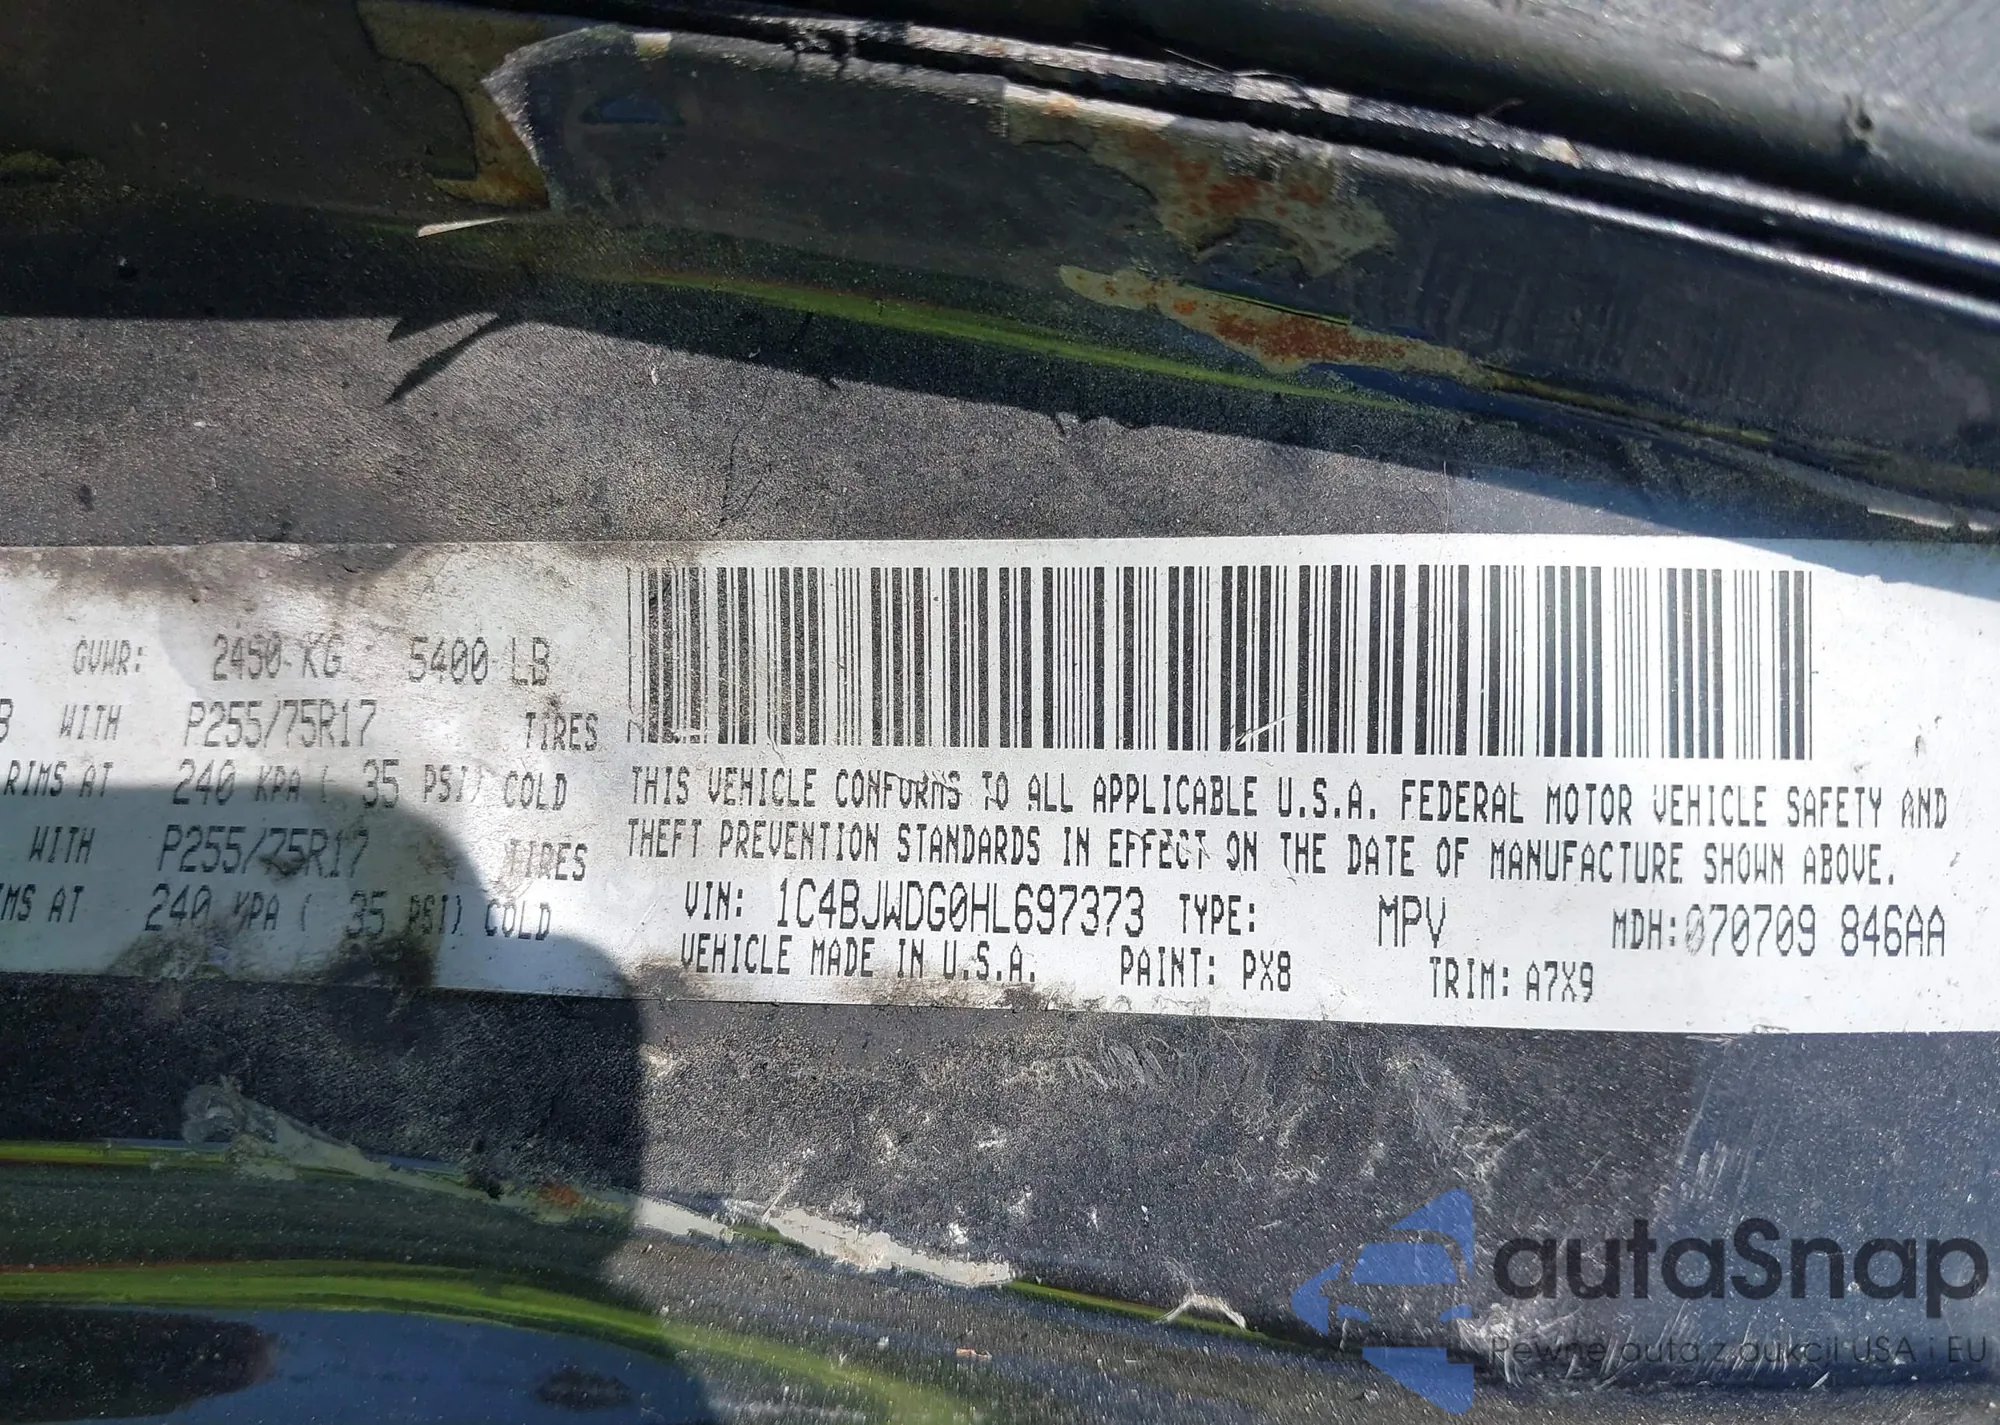 GVWR: 2450 KG 5400 LB
B WITH P255/75R17 TIRES
RIMS AT 240 KPA ( 35 PSI) COLD
WITH P255/75R17 TIRES
IMS AT 240 KPA ( 35 PSI) COLD
THIS VEHICLE CONFORMS TO ALL APPLICABLE U.S.A. FEDERAL MOTOR VEHICLE SAFETY AND
THEFT PREVENTION STANDARDS IN EFFECT ON THE DATE OF MANUFACTURE SHOWN ABOVE.
VIN: 1C4BJWDG0HL697373 TYPE: MPV MDH:070709 846AA
VEHICLE MADE IN U.S.A. PAINT: PX8 TRIM: A7X9
autaSnap
Pewne auta z aukcji USA i EU